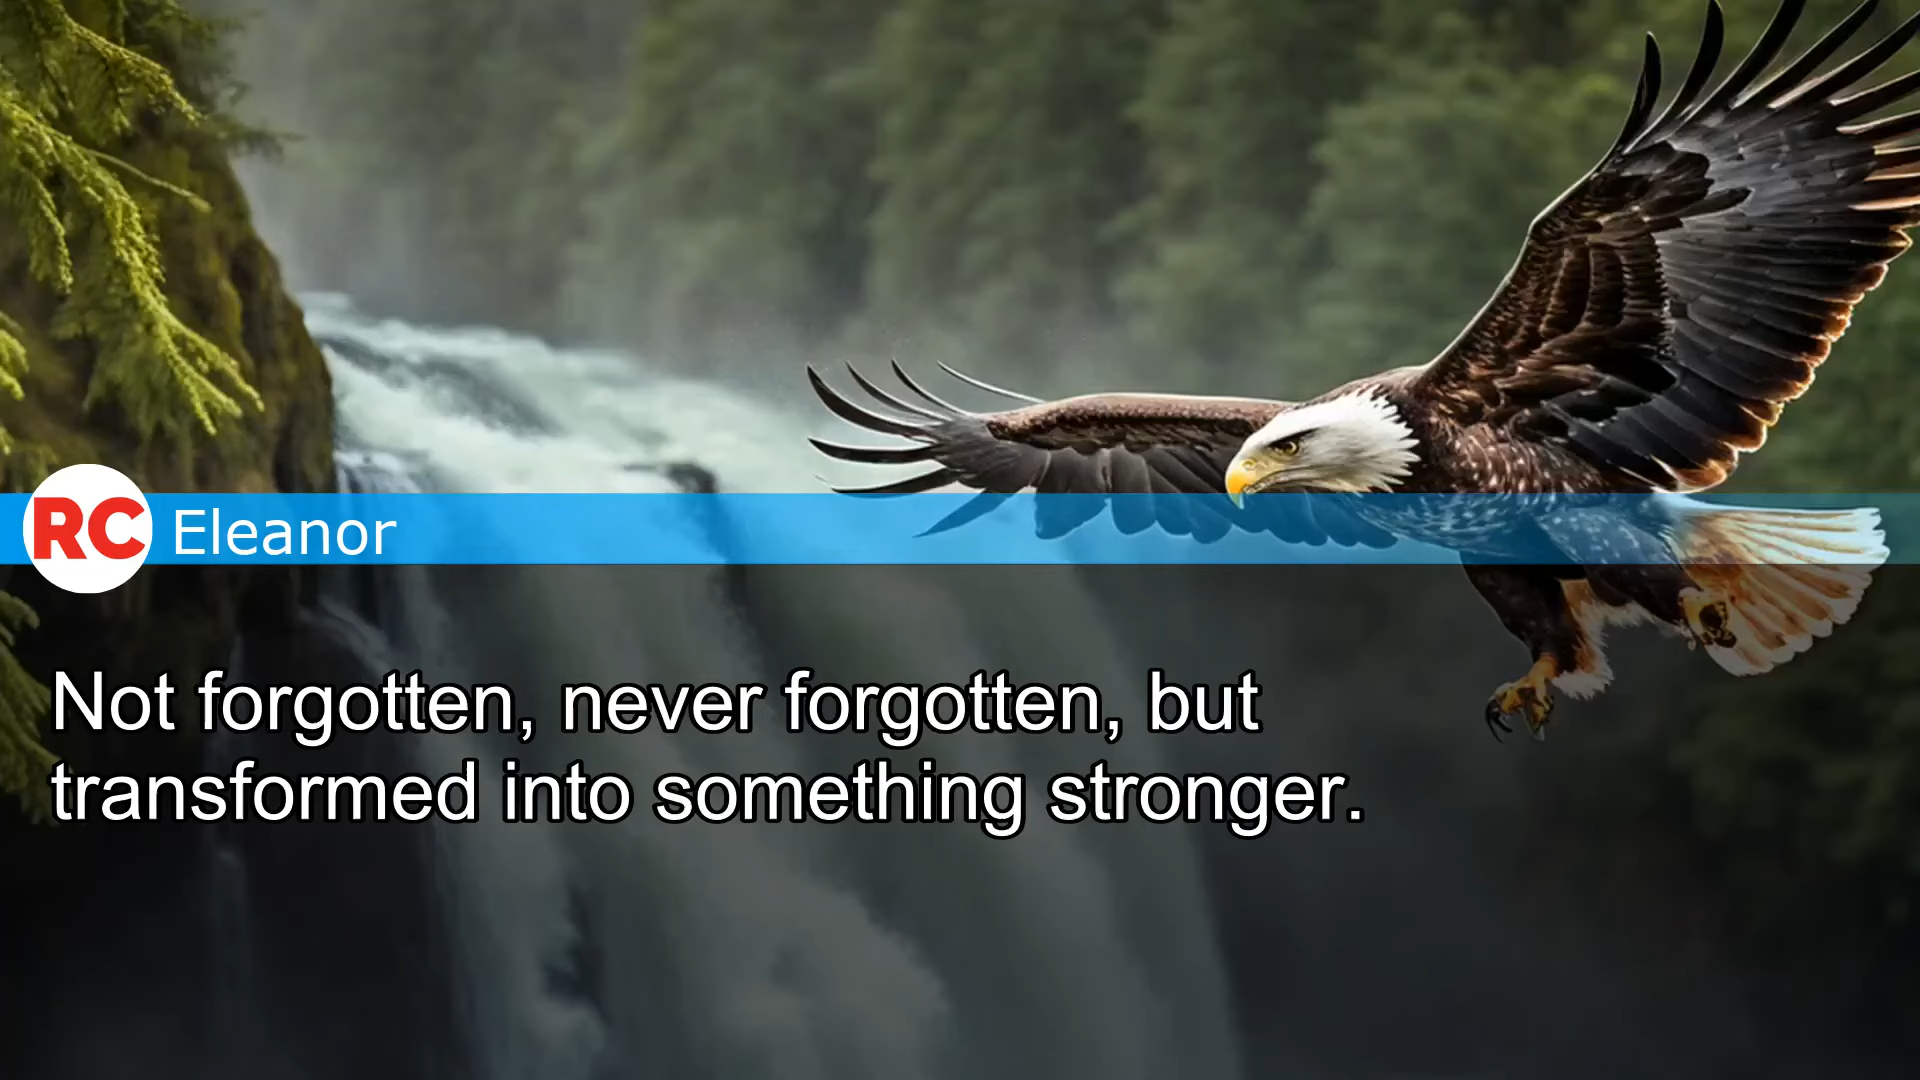 RC Eleanor
Not forgotten, never forgotten, but
transformed into something stronger.